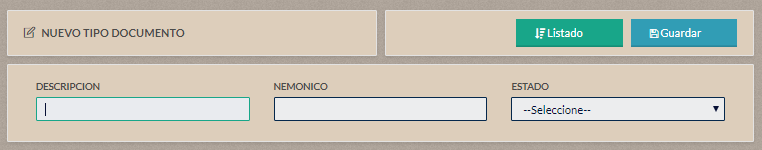 NUEVO TIPO DOCUMENTO
Listado
Guardar
DESCRIPCION
NEMONICO
ESTADO
--Seleccione--